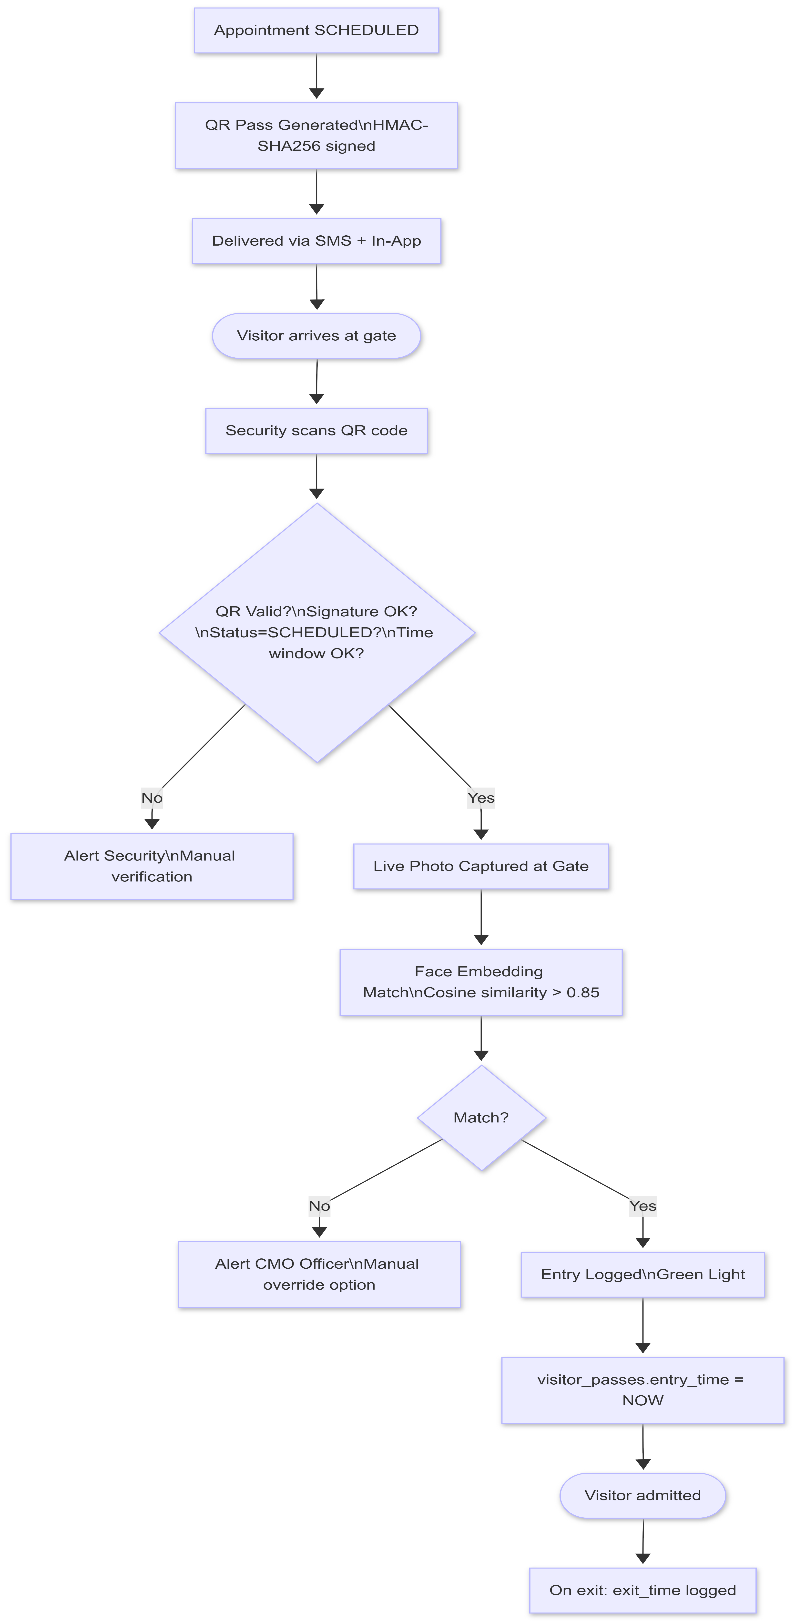 Appointment SCHEDULED
QR Pass Generated\nHMAC-
SHA256 signed
Delivered via SMS + In-App
Visitor arrives at gate
Security scans QR code
QR Valid?\nSignature OK?
\nStatus=SCHEDULED?\nTime
window OK?
No
Yes
Alert Security\nManual
verification
Live Photo Captured at Gate
Face Embedding
Match\nCosine similarity > 0.85
Match?
No
Yes
Alert CMO Officer\nManual
override option
Entry Logged\nGreen Light
visitor_passes.entry_time =
NOW
Visitor admitted
On exit: exit_time logged